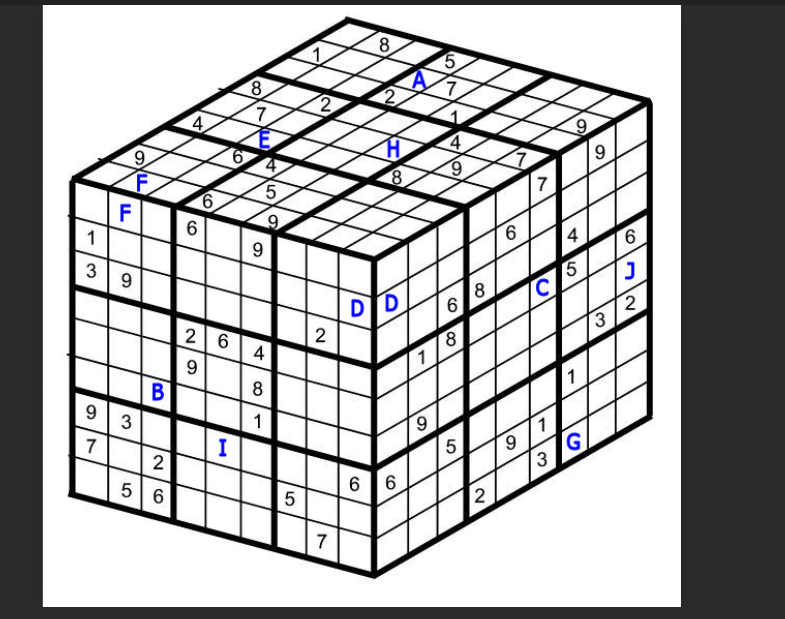 8 5
1 A 7 9
2 1
8 2 4 7
7 H 9
4 E 8
6 4
9 5
F 6 9
F 6 9
1 D
3 9 2
2 6 4
9 8
B 1
9 3 I 6
7 2 5
5 6 7
7 9
D 6
6 8 4
1 8 C 5 6
J
9 3 2
6 5 1
9 1
2 3 G